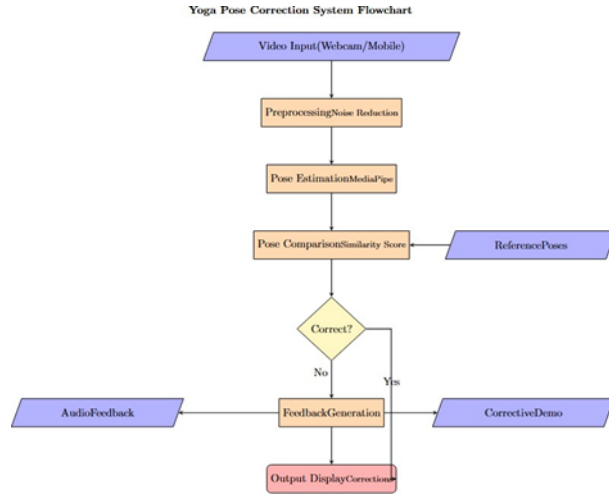 Yoga Pose Correction System Flowchart
Video Input(Webcam/Mobile)
PreprocessingNoise Reduction
Pose EstimationMediaPipe
Pose ComparisonSimilarity Score
ReferencePoses
Correct?
No
Yes
AudioFeedback
FeedbackGeneration
CorrectiveDemo
Output DisplayCorrections